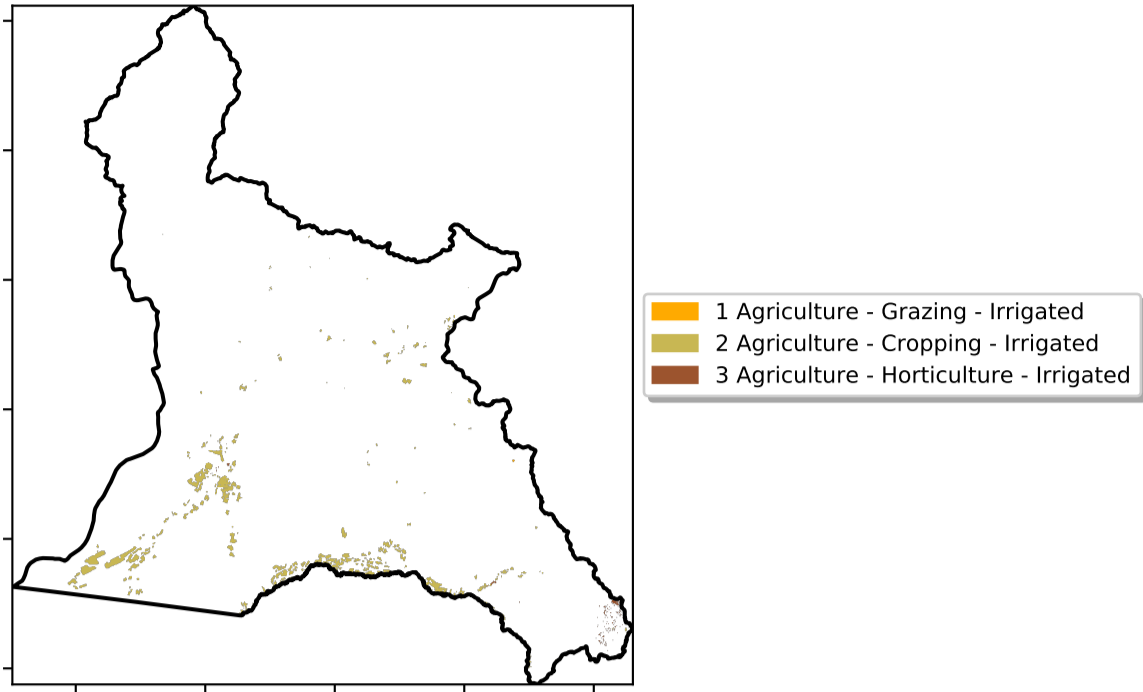 1 Agriculture - Grazing - Irrigated
2 Agriculture - Cropping - Irrigated
3 Agriculture - Horticulture - Irrigated